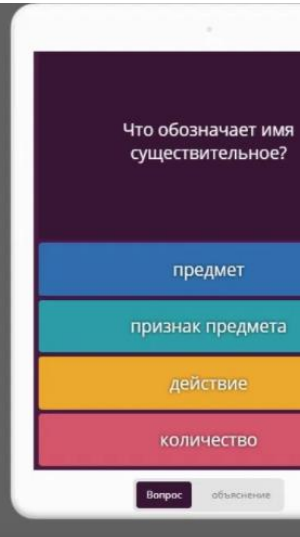 Что обозначает имя
существительное?
предмет
признак предмета
действие
количество
Вопрос
объяснение